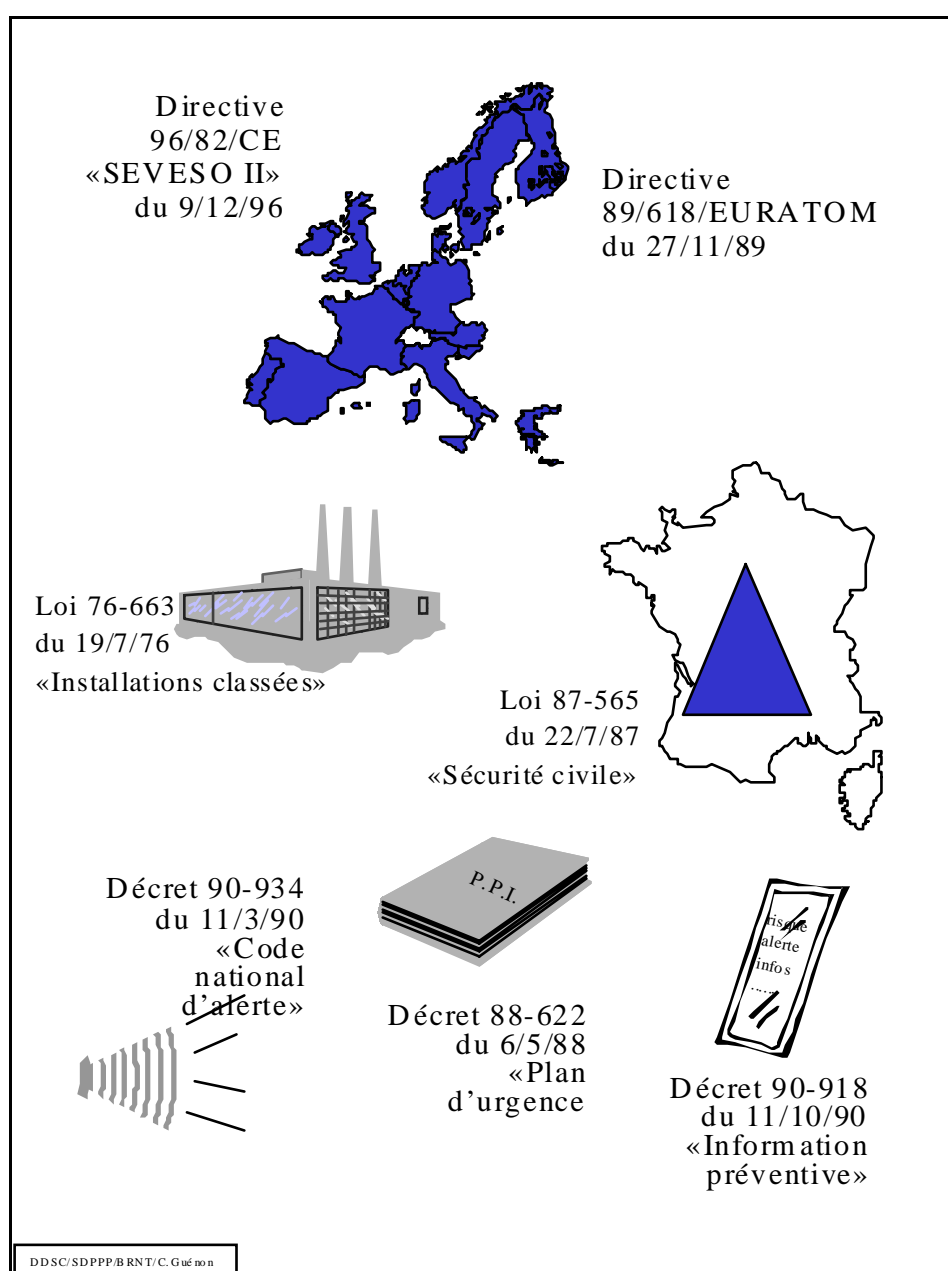 Directive
96/82/CE
«SEVESO II»
du 9/12/96
Directive
89/618/EURATOM
du 27/11/89
Loi 76-663
du 19/7/76
«Installations classées»
Loi 87-565
du 22/7/87
«Sécurité civile»
P.P.I.
Décret 90-934
du 11/3/90
«Code
national
d’alerte»
risque
alerte
infos
......
Décret 88-622
du 6/5/88
«Plan
d’urgence
Décret 90-918
du 11/10/90
«Information
préventive»
DDSC/SDPPP/BRNT/C. Guénon